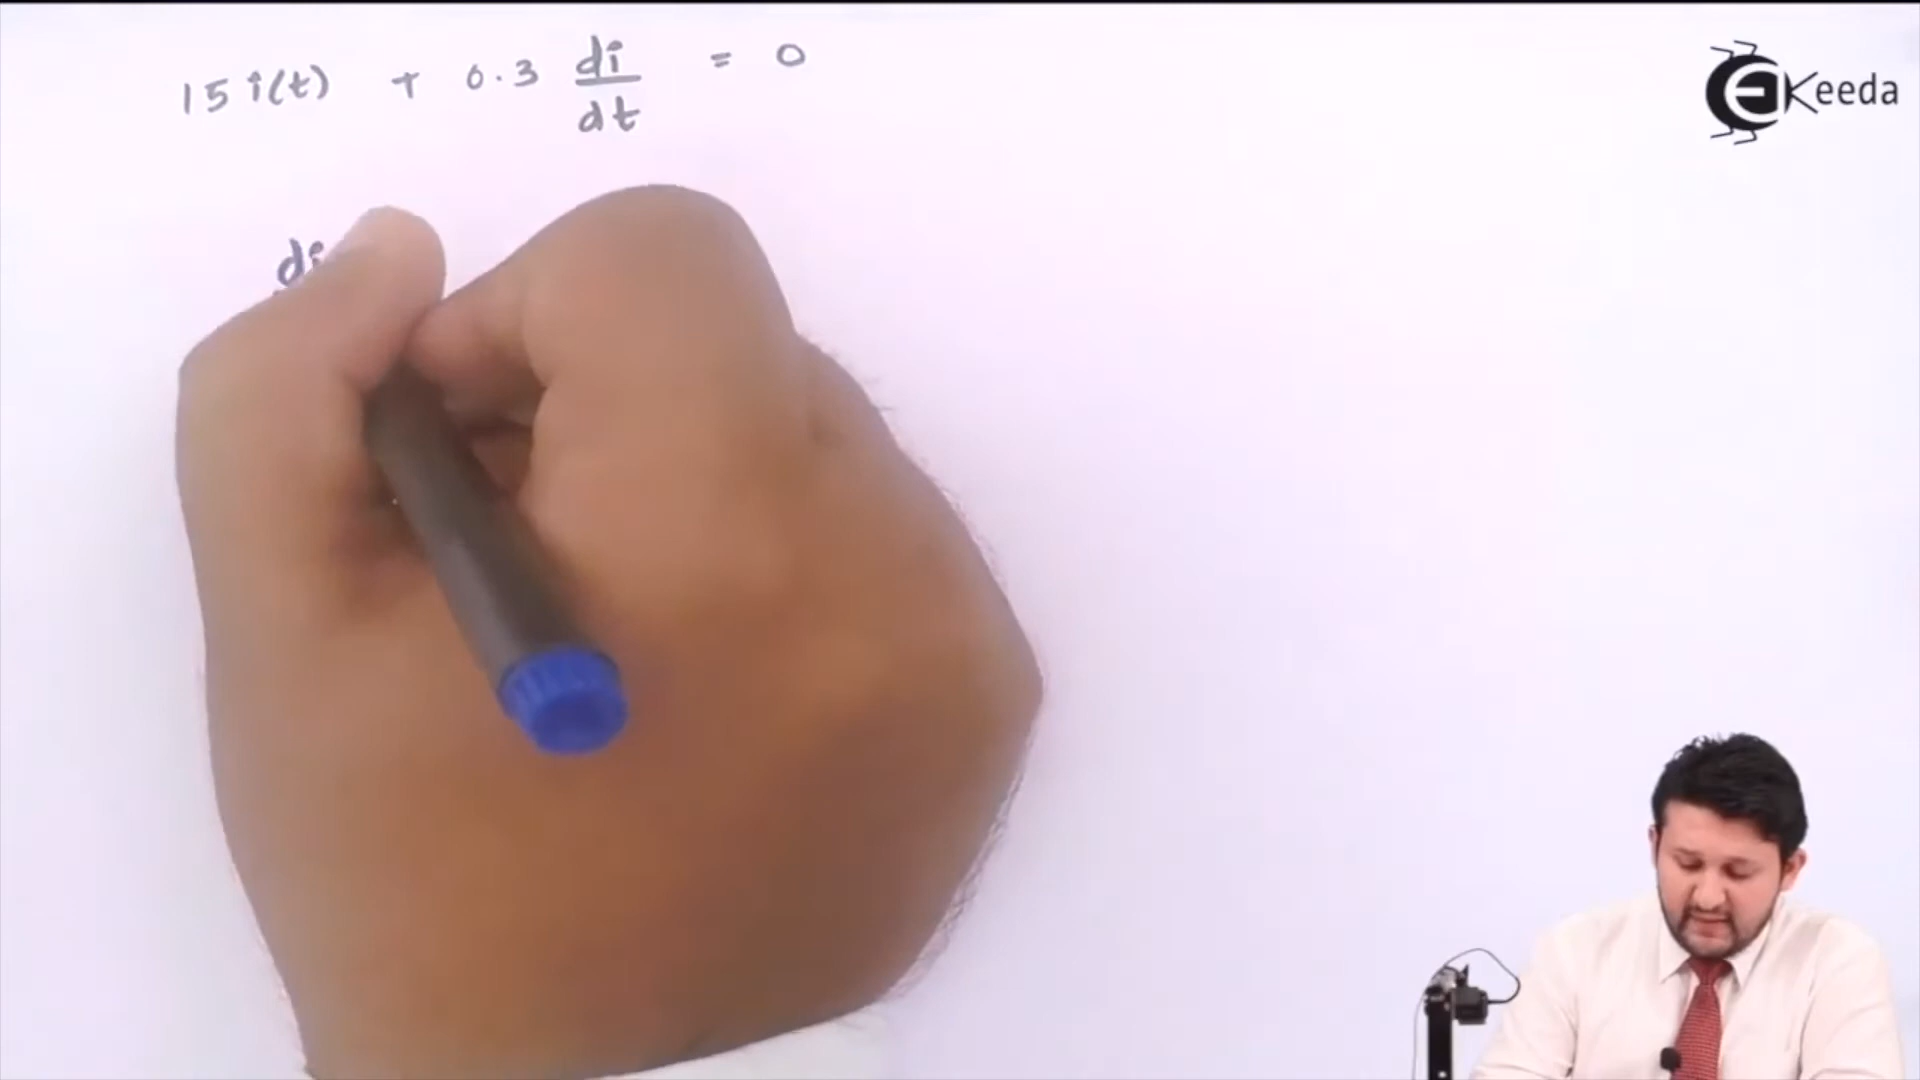 15 i(t) + 0.3 di/dt = 0
di
Keeda